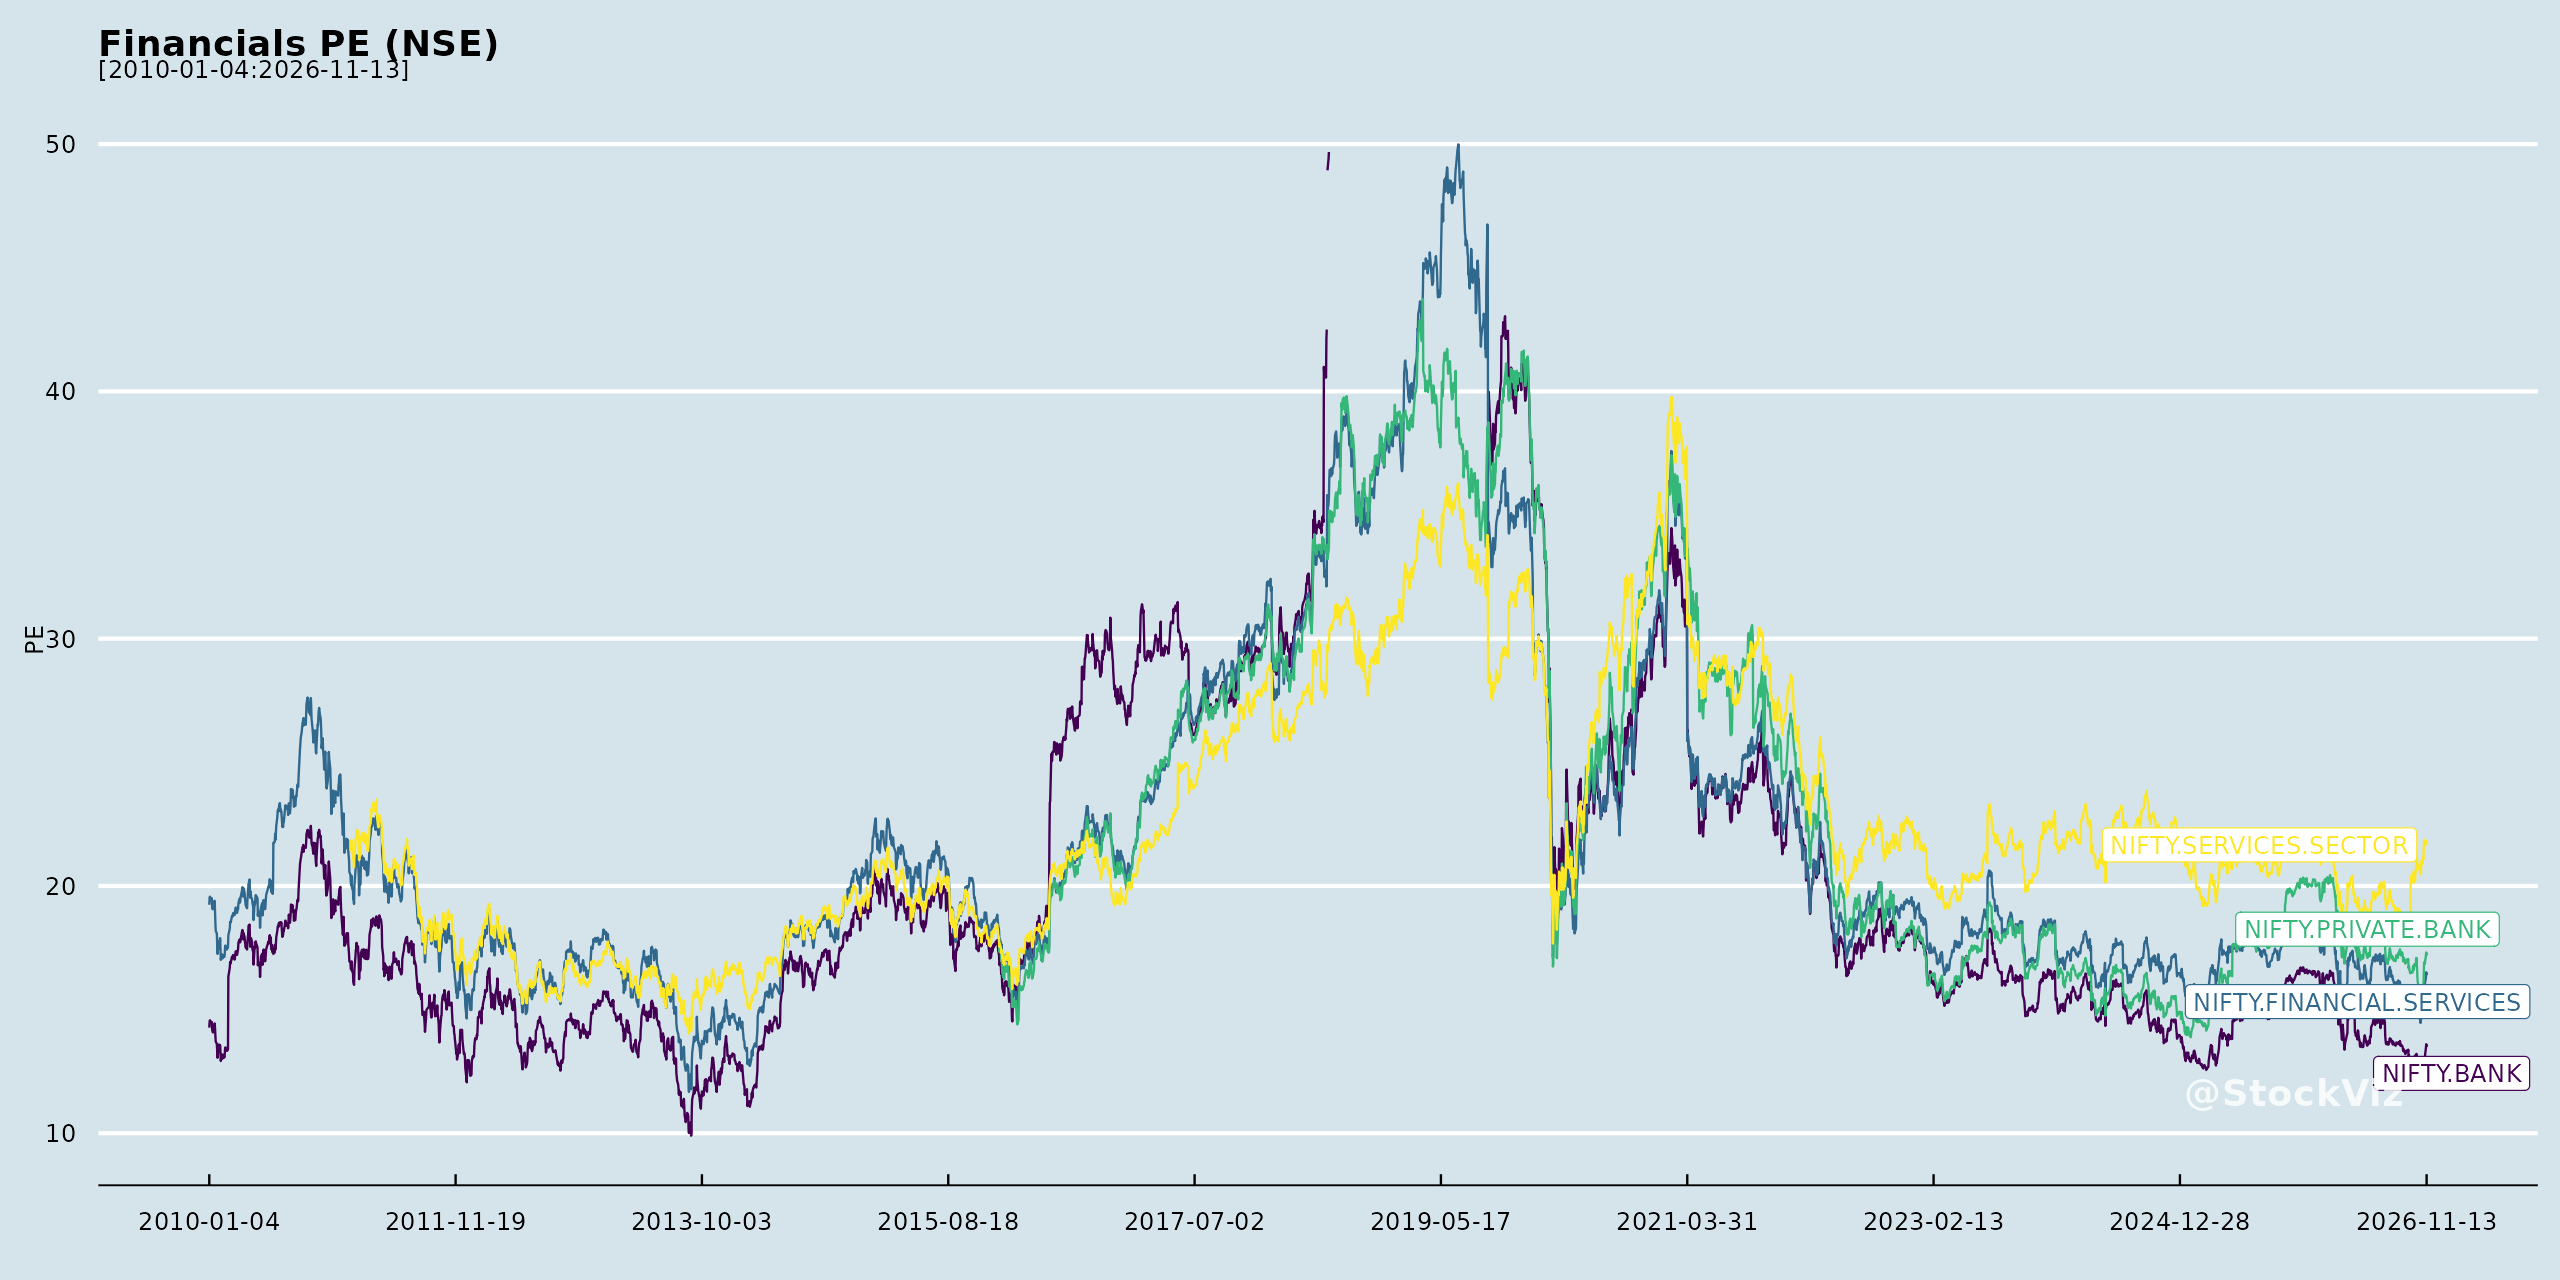 Financials PE (NSE)
[2010-01-04:2026-11-13]
50
40
30
20
10
PE
NIFTY.SERVICES.SECTOR
NIFTY.PRIVATE.BANK
NIFTY.FINANCIAL.SERVICES
NIFTY.BANK
@StockViz
2010-01-04 2011-11-19 2013-10-03 2015-08-18 2017-07-02 2019-05-17 2021-03-31 2023-02-13 2024-12-28 2026-11-13